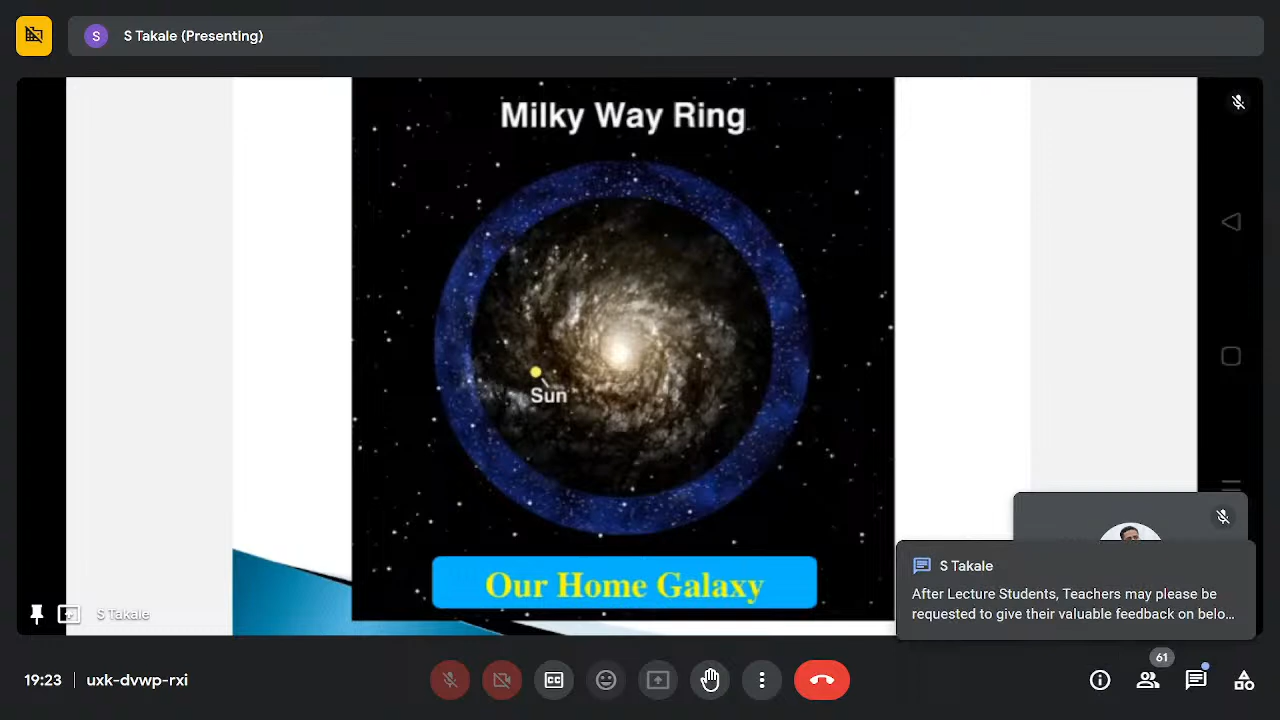 S S Takale (Presenting)
Milky Way Ring
Sun
Our Home Galaxy
S Takale
S Takale
After Lecture Students, Teachers may please be
requested to give their valuable feedback on belo...
19:23 | uxk-dvwp-rxi
CC
61